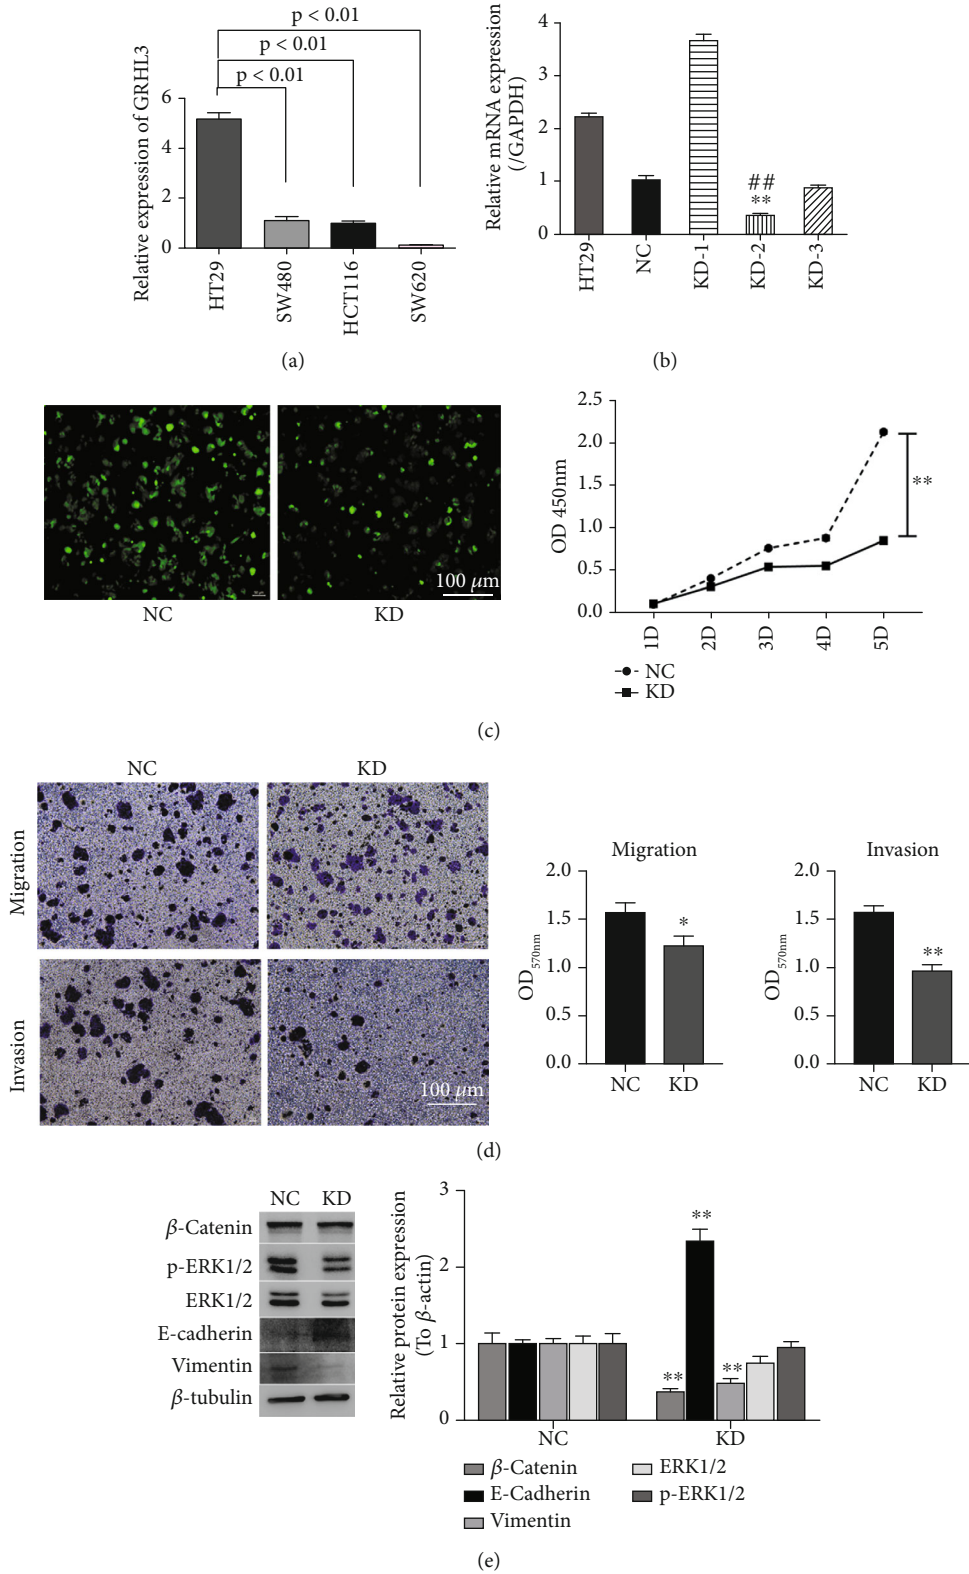 p < 0.01
p < 0.01
p < 0.01
Relative expression of GRHL3
6
4
2
0
HT29
SW480
HCT116
SW620
(a)
Relative mRNA expression
(/GAPDH)
4
3
2
1
0
##
**
HT29
NC
KD-1
KD-2
KD-3
(b)
100 μm
NC
KD
OD 450nm
2.5
2.0
1.5
1.0
0.5
0.0
**
1D
2D
3D
4D
5D
NC
KD
(c)
NC
KD
Migration
Invasion
100 μm
Migration
OD570nm
2.0
1.5
1.0
0.5
0.0
*
NC
KD
Invasion
OD570nm
2.0
1.5
1.0
0.5
0.0
**
NC
KD
(d)
NC KD
β-Catenin
p-ERK1/2
ERK1/2
E-cadherin
Vimentin
β-tubulin
Relative protein expression
(To β-actin)
3
2
1
0
**
**
**
NC
KD
β-Catenin
E-Cadherin
Vimentin
ERK1/2
p-ERK1/2
(e)